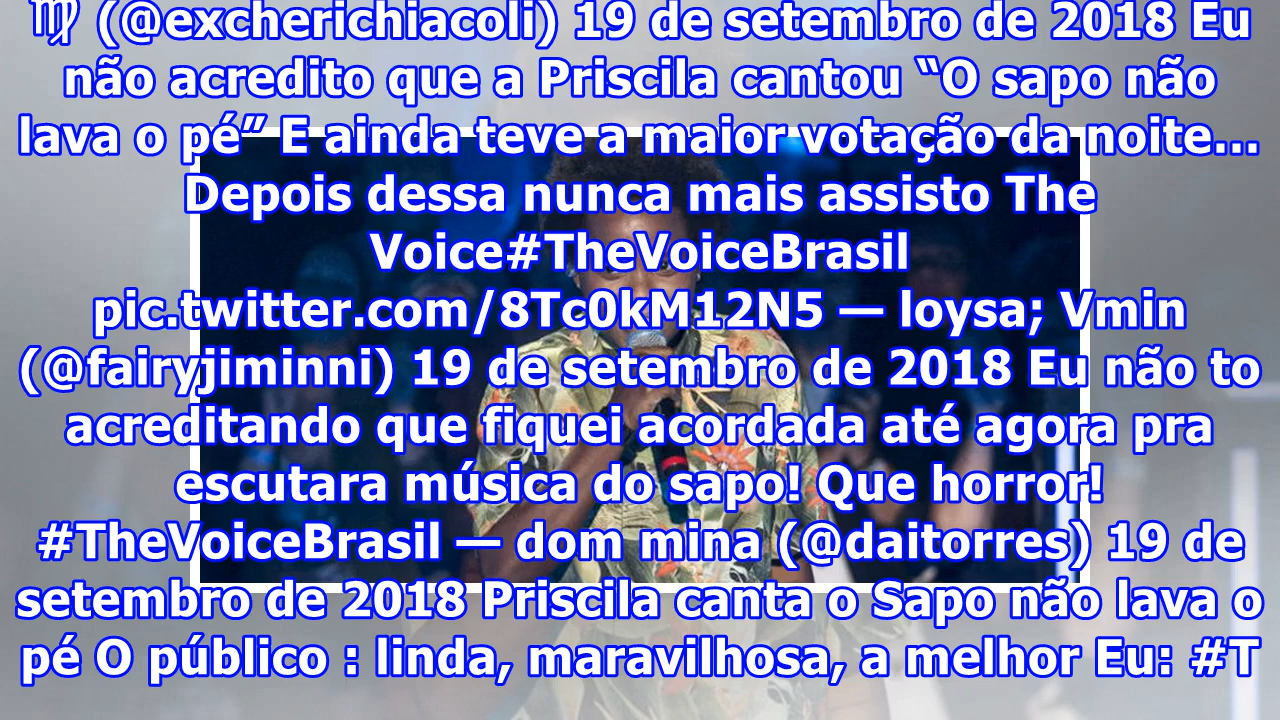 ♍ (@excherichiacoli) 19 de setembro de 2018 Eu
não acredito que a Priscila cantou “O sapo não
lava o pé” E ainda teve a maior votação da noite...
Depois dessa nunca mais assisto The
Voice#TheVoiceBrasil
pic.twitter.com/8Tc0kM12N5 — loysa; Vmin
(@fairyjiminni) 19 de setembro de 2018 Eu não to
acreditando que fiquei acordada até agora pra
escutara música do sapo! Que horror!
#TheVoiceBrasil — dom mina (@daitorres) 19 de
setembro de 2018 Priscila canta o Sapo não lava o
pé O público : linda, maravilhosa, a melhor Eu: #T